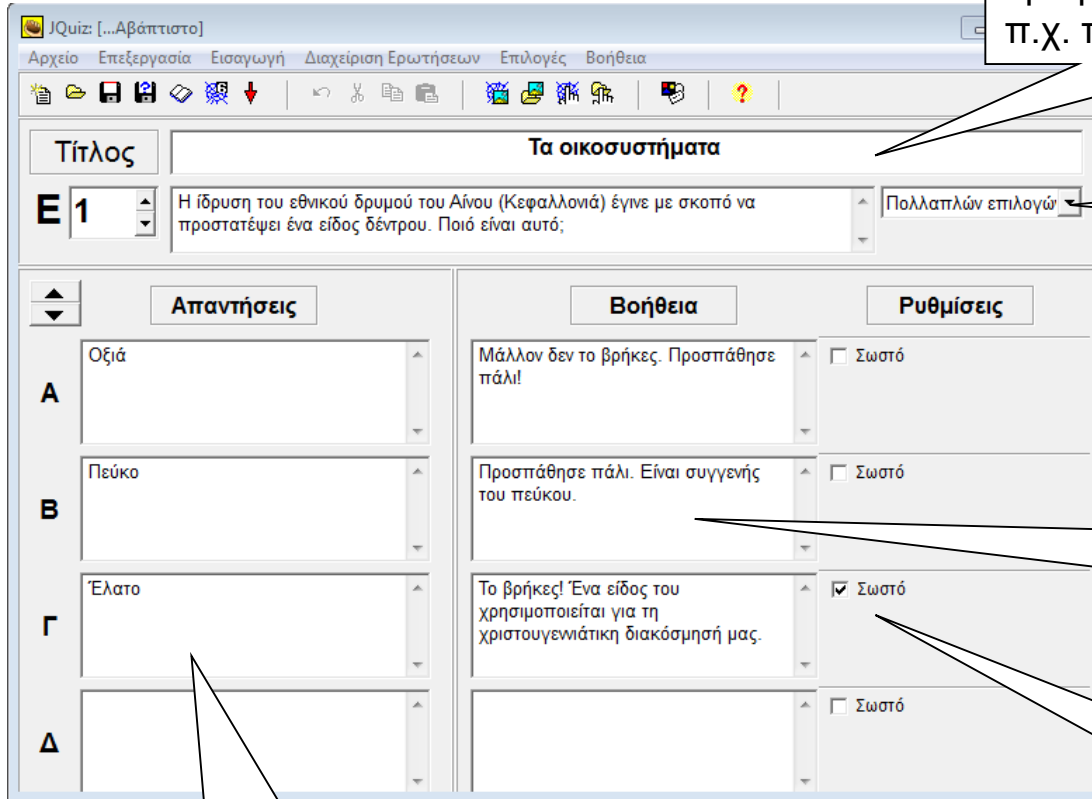 JQuiz: [...Αβάπτιστο]
π.χ. 
Αρχείο Επεξεργασία Εισαγωγή Διαχείριση Ερωτήσεων Επιλογές Βοήθεια
Τίτλος
Τα οικοσυστήματα
Ε 1
Η ίδρυση του εθνικού δρυμού του Αίνου (Κεφαλλονιά) έγινε με σκοπό να
προστατέψει ένα είδος δέντρου. Ποιό είναι αυτό;
Πολλαπλών επιλογώ
Απαντήσεις
Βοήθεια
Ρυθμίσεις
Α
Οξιά
Μάλλον δεν το βρήκες. Προσπάθησε
πάλι!
Σωστό
Β
Πεύκο
Προσπάθησε πάλι. Είναι συγγενής
του πεύκου.
Σωστό
Γ
Έλατο
Το βρήκες! Ένα είδος του
χρησιμοποιείται για τη
χριστουγεννιάτικη διακόσμησή μας.
Σωστό
Δ
Σωστό